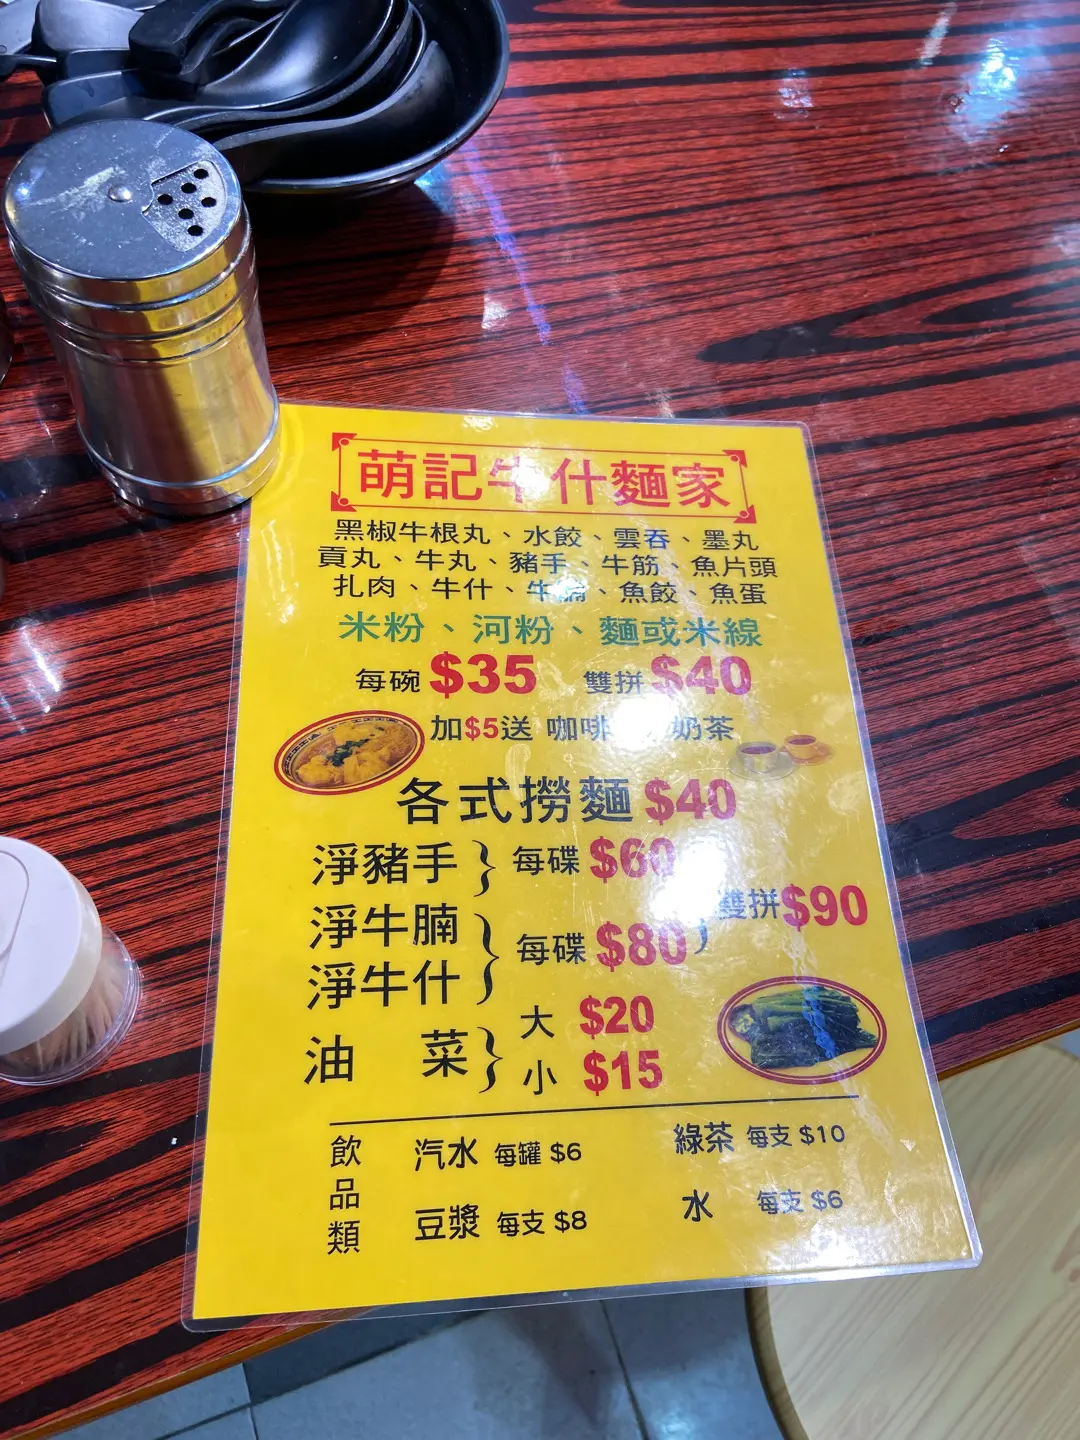 萌記牛什麵家
黑椒牛根丸、水餃、雲吞、墨丸
貢丸、牛丸、豬手、牛筋、魚片頭
扎肉、牛什、牛腩、魚餃、魚蛋
米粉、河粉、麵或米線
每碗 $35 雙拼 $40
加$5送 咖啡 奶茶
各式撈麵 $40
淨豬手 每碟 $60
雙拼 $90
淨牛腩
每碟 $80
淨牛什
油菜 大 $20
小 $15
飲品類
汽水 每罐 $6 綠茶 每支 $10
豆漿 每支 $8 水 每支 $6